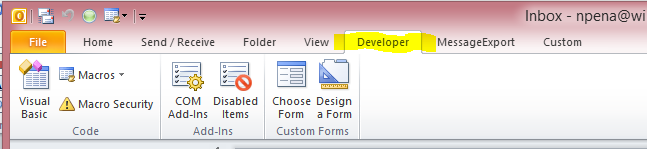 Inbox - npena@wi
File Home Send / Receive Folder View Developer MessageExport Custom
Visual Basic
Macros
Macro Security
COM Add-Ins
Disabled Items
Choose Form
Design a Form
Code Add-Ins Custom Forms